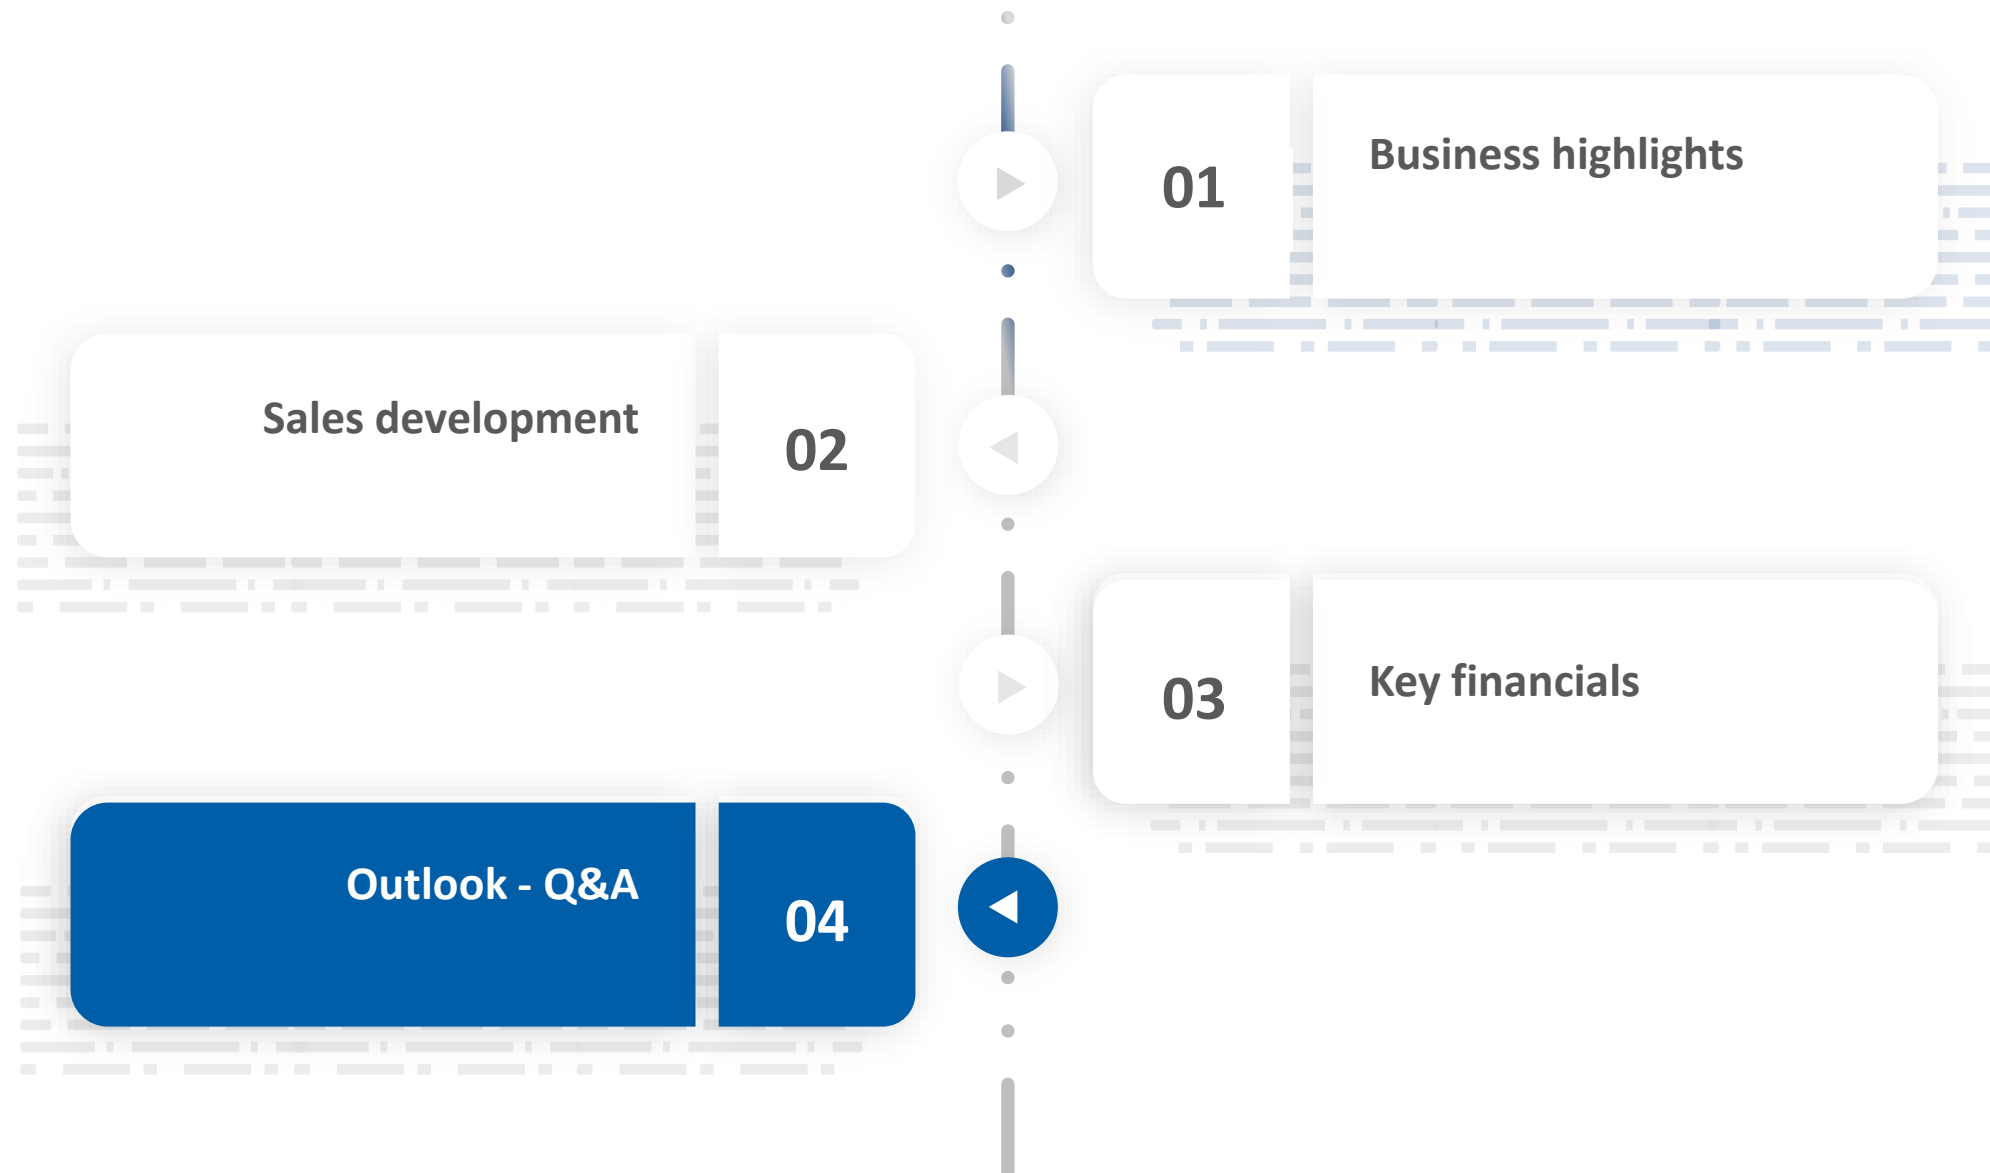 01
Business highlights
Sales development
02
03
Key financials
Outlook - Q&A
04